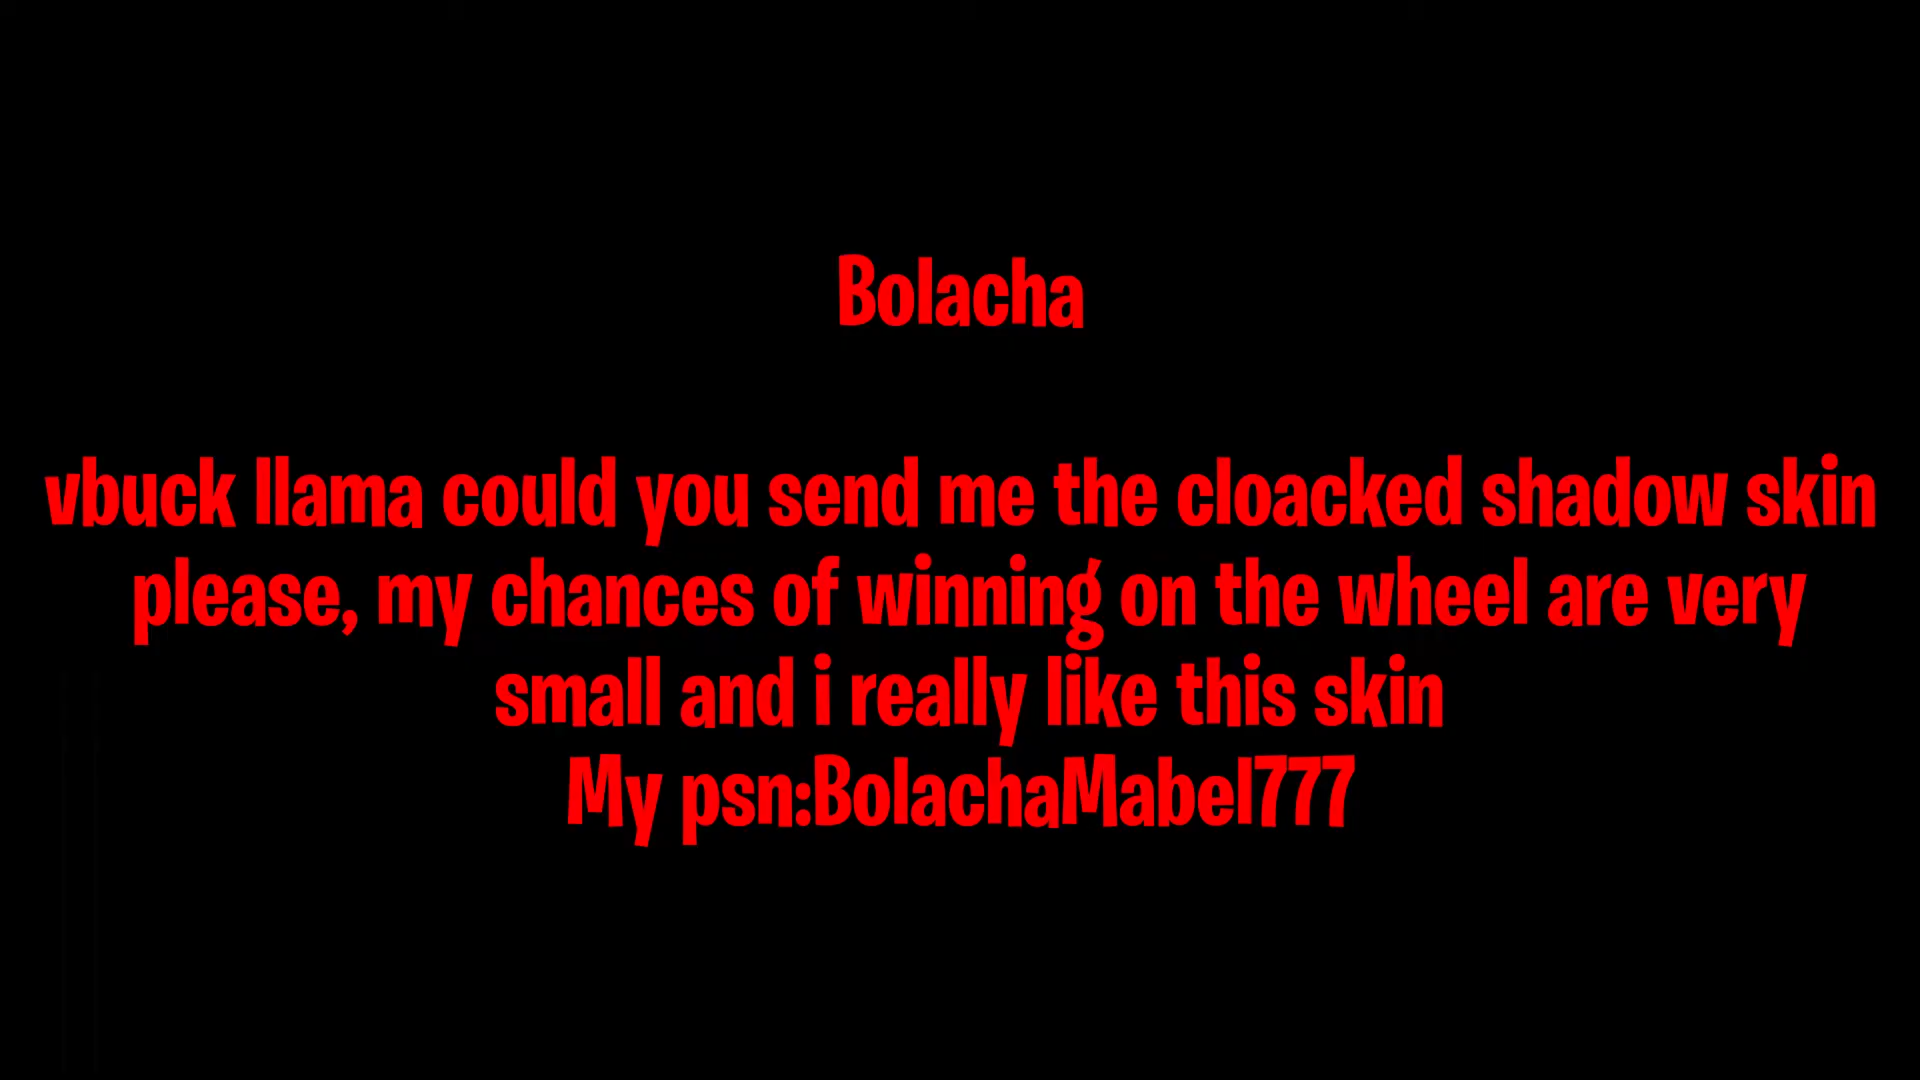 Bolacha
vbuck llama could you send me the cloacked shadow skin
please, my chances of winning on the wheel are very
small and i really like this skin
My psn:BolachaMabel777